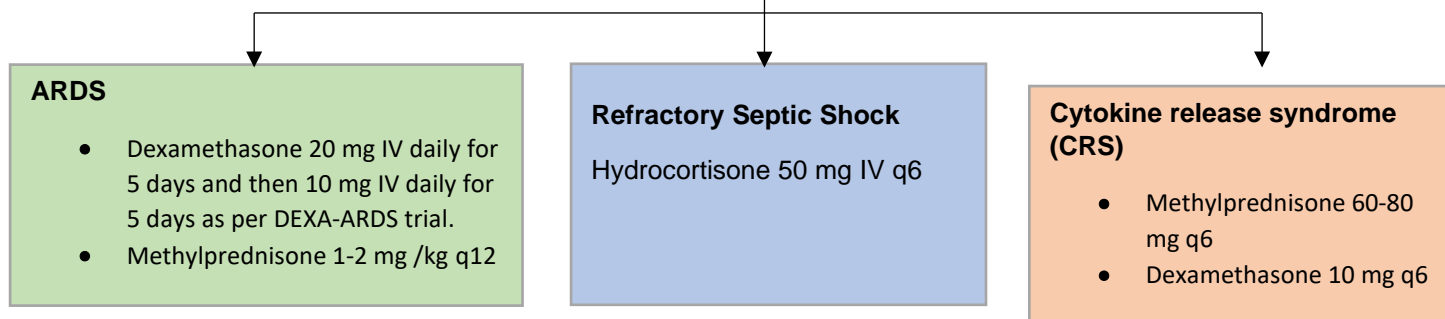 ARDS
● Dexamethasone 20 mg IV daily for
5 days and then 10 mg IV daily for
5 days as per DEXA-ARDS trial.
● Methylprednisone 1-2 mg /kg q12
Refractory Septic Shock
Hydrocortisone 50 mg IV q6
Cytokine release syndrome
(CRS)
● Methylprednisone 60-80
mg q6
● Dexamethasone 10 mg q6